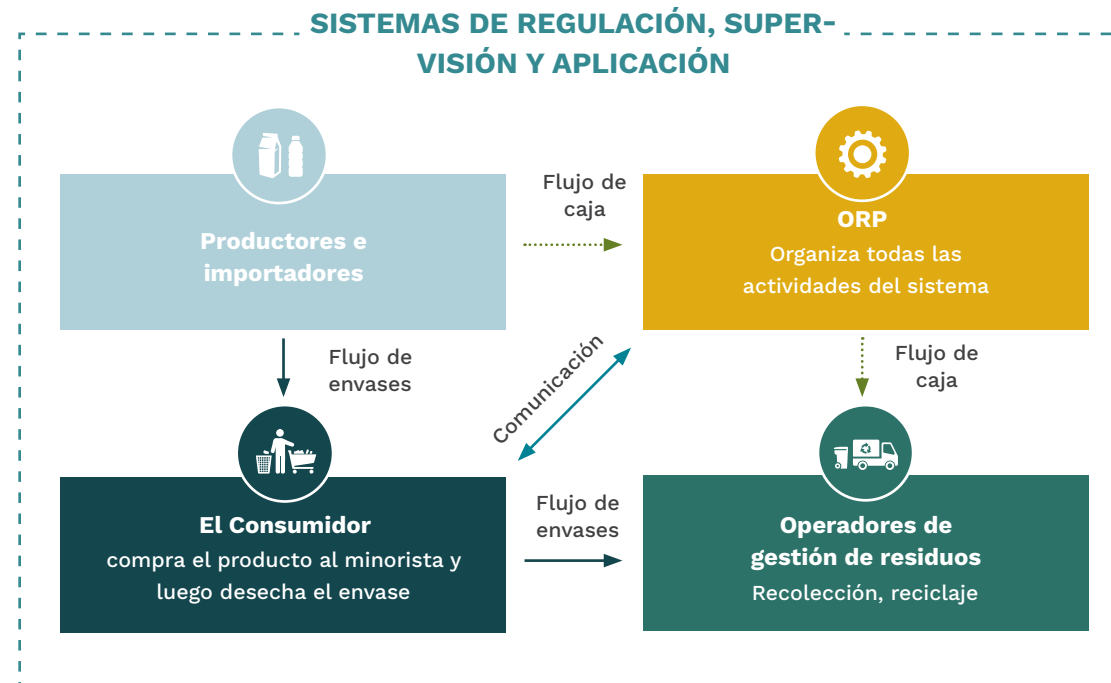 SISTEMAS DE REGULACIÓN, SUPER-
VISIÓN Y APLICACIÓN
Productores e
importadores
Flujo de
caja
ORP
Organiza todas las
actividades del sistema
Flujo de
envases
Comunicación
Flujo de
caja
El Consumidor
compra el producto al minorista y
luego desecha el envase
Flujo de
envases
Operadores de
gestión de residuos
Recolección, reciclaje